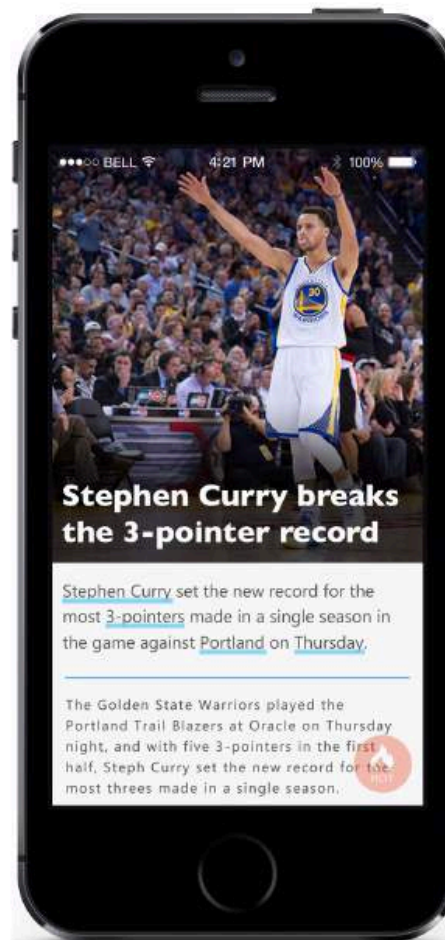 BELL 4:21 PM 100%
WARRIORS
30
Stephen Curry breaks
the 3-pointer record
Stephen Curry set the new record for the
most 3-pointers made in a single season in
the game against Portland on Thursday.
The Golden State Warriors played the
Portland Trail Blazers at Oracle on Thursday
night, and with five 3-pointers in the first
half, Steph Curry set the new record for the
most threes made in a single season.
HOT